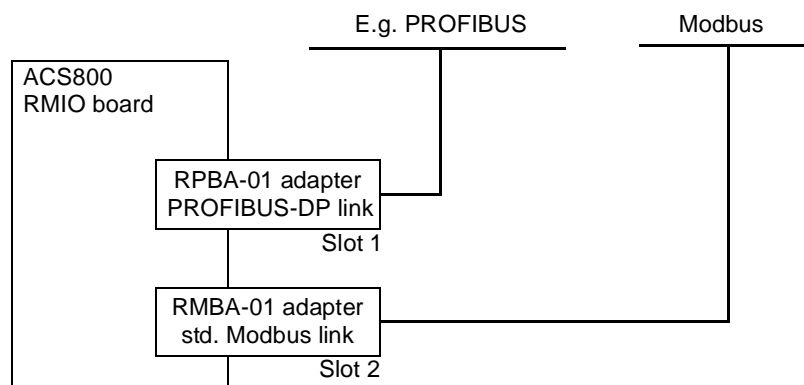 E.g. PROFIBUS
Modbus
ACS800
RMIO board
RPBA-01 adapter
PROFIBUS-DP link
Slot 1
RMBA-01 adapter
std. Modbus link
Slot 2